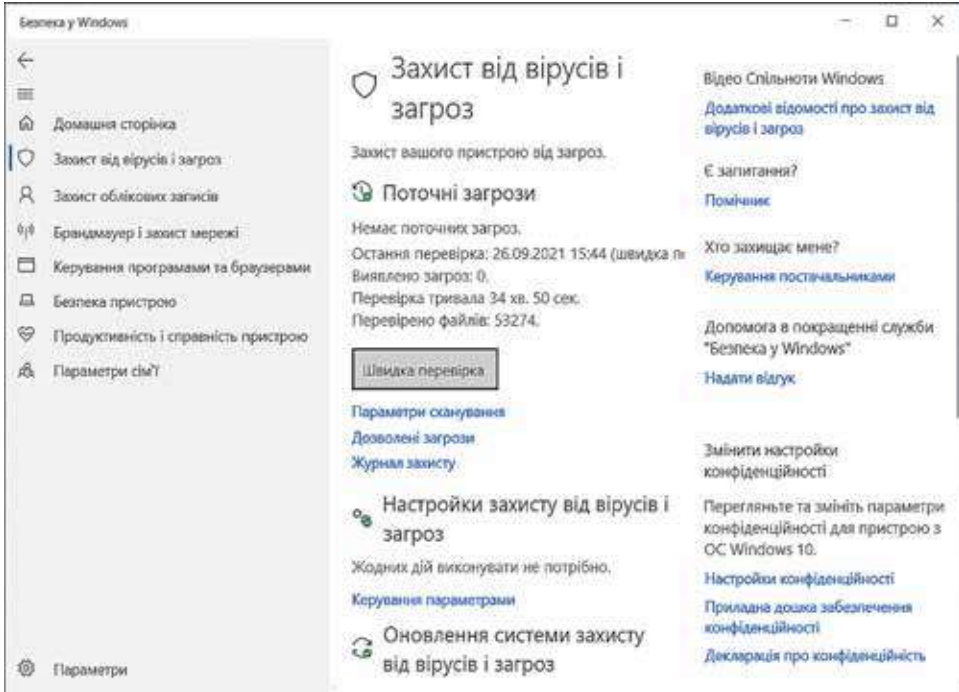 Безпека у Windows
Домашня сторінка
Захист від вірусів і загроз
Захист облікових записів
Брандмауер і захист мережі
Керування програмами та браузерами
Безпека пристрою
Продуктивність і справність пристрою
Параметри сім'ї
Параметри
Захист від вірусів і
загроз
Захист вашого пристрою від загроз.
Поточні загрози
Немає поточних загроз.
Остання перевірка: 26.09.2021 15:44 (швидка п
Виявлено загроз: 0.
Перевірка тривала 34 хв. 50 сек.
Перевірено файлів: 53274.
Швидка перевірка
Параметри сканування
Дозволені загрози
Журнал захисту
Настройки захисту від вірусів і
загроз
Жодних дій виконувати не потрібно.
Керування параметрами
Оновлення системи захисту
від вірусів і загроз
Відео Спільноти Windows
Додаткові відомості про захист від
вірусів і загроз
Є запитання?
Помічник
Хто захищає мене?
Керування постачальниками
Допомога в покращенні служби
"Безпека у Windows"
Надати відгук
Змінити настройки
конфіденційності
Перегляньте та змініть параметри
конфіденційності для пристрою з
ОС Windows 10.
Настройки конфіденційності
Приладна дошка забезпечення
конфіденційності
Декларація про конфіденційність